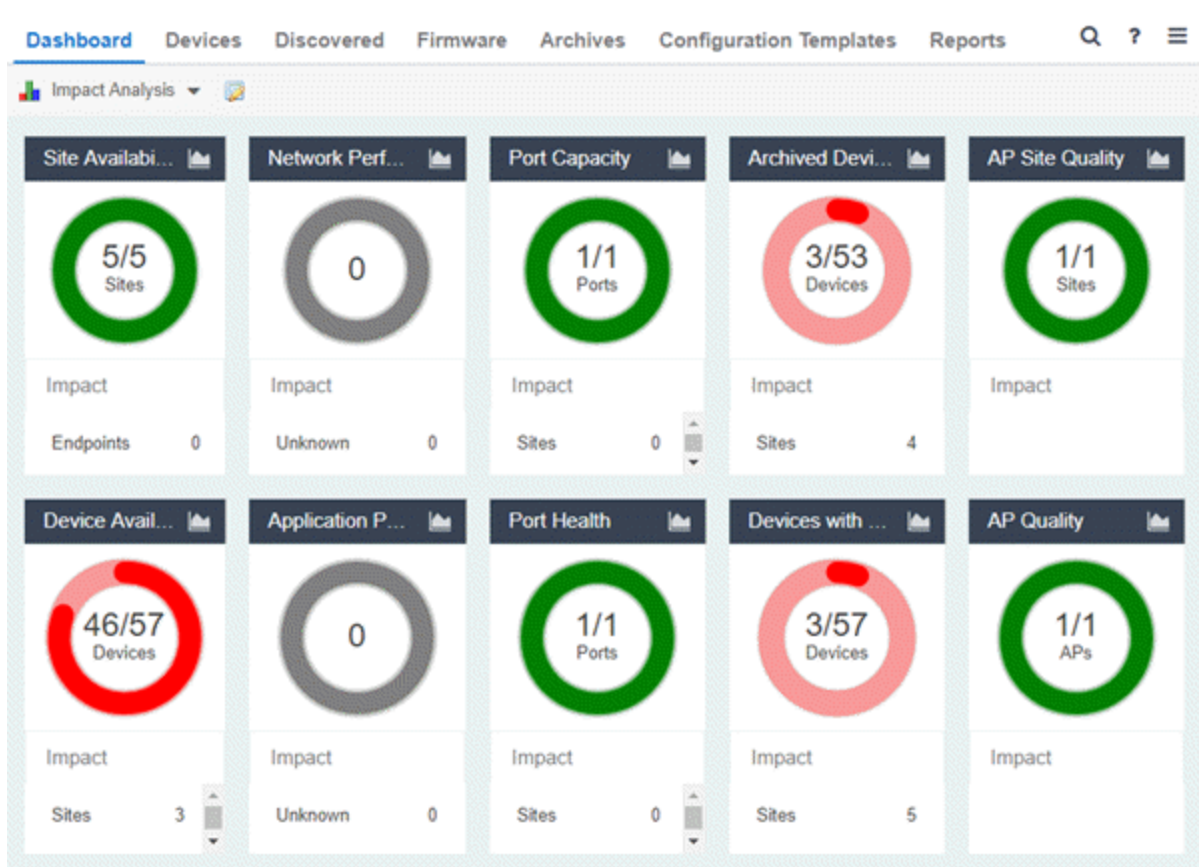 Dashboard Devices Discovered Firmware Archives Configuration Templates Reports ?
Impact Analysis
Site Availabi... Network Perf... Port Capacity Archived Devi... AP Site Quality
5/5 0 1/1 3/53 1/1
Sites Ports Devices Sites
Impact Impact Impact Impact Impact
Endpoints 0 Unknown 0 Sites 0 Sites 4
Device Avail... Application P... Port Health Devices with ... AP Quality
46/57 0 1/1 3/57 1/1
Devices Ports Devices APs
Impact Impact Impact Impact Impact
Sites 3 Unknown 0 Sites 0 Sites 5